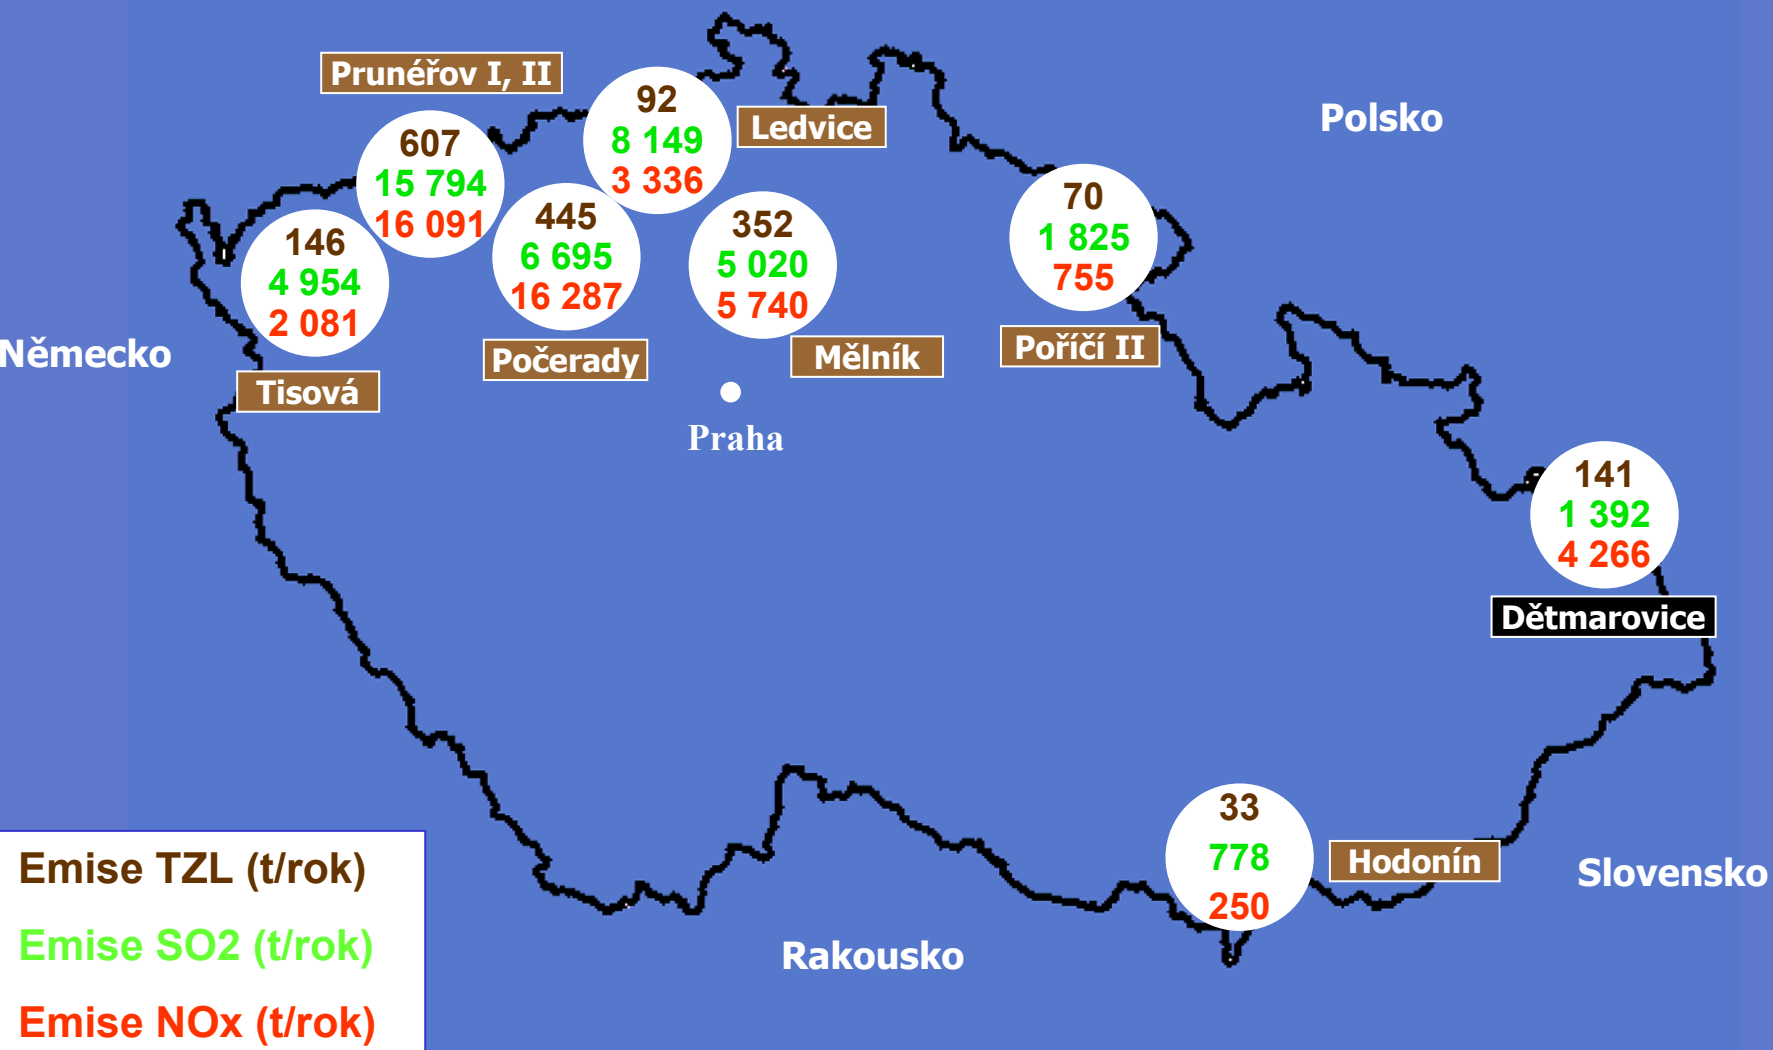 Prunéřov I, II
607
15 794
16 091
92
8 149
3 336
Ledvice
Polsko
146
4 954
2 081
Tisová
445
6 695
16 287
Počerady
352
5 020
5 740
Mělník
70
1 825
755
Poříčí II
Německo
Praha
141
1 392
4 266
Dětmarovice
33
778
250
Hodonín
Slovensko
Rakousko
Emise TZL (t/rok)
Emise SO2 (t/rok)
Emise NOx (t/rok)